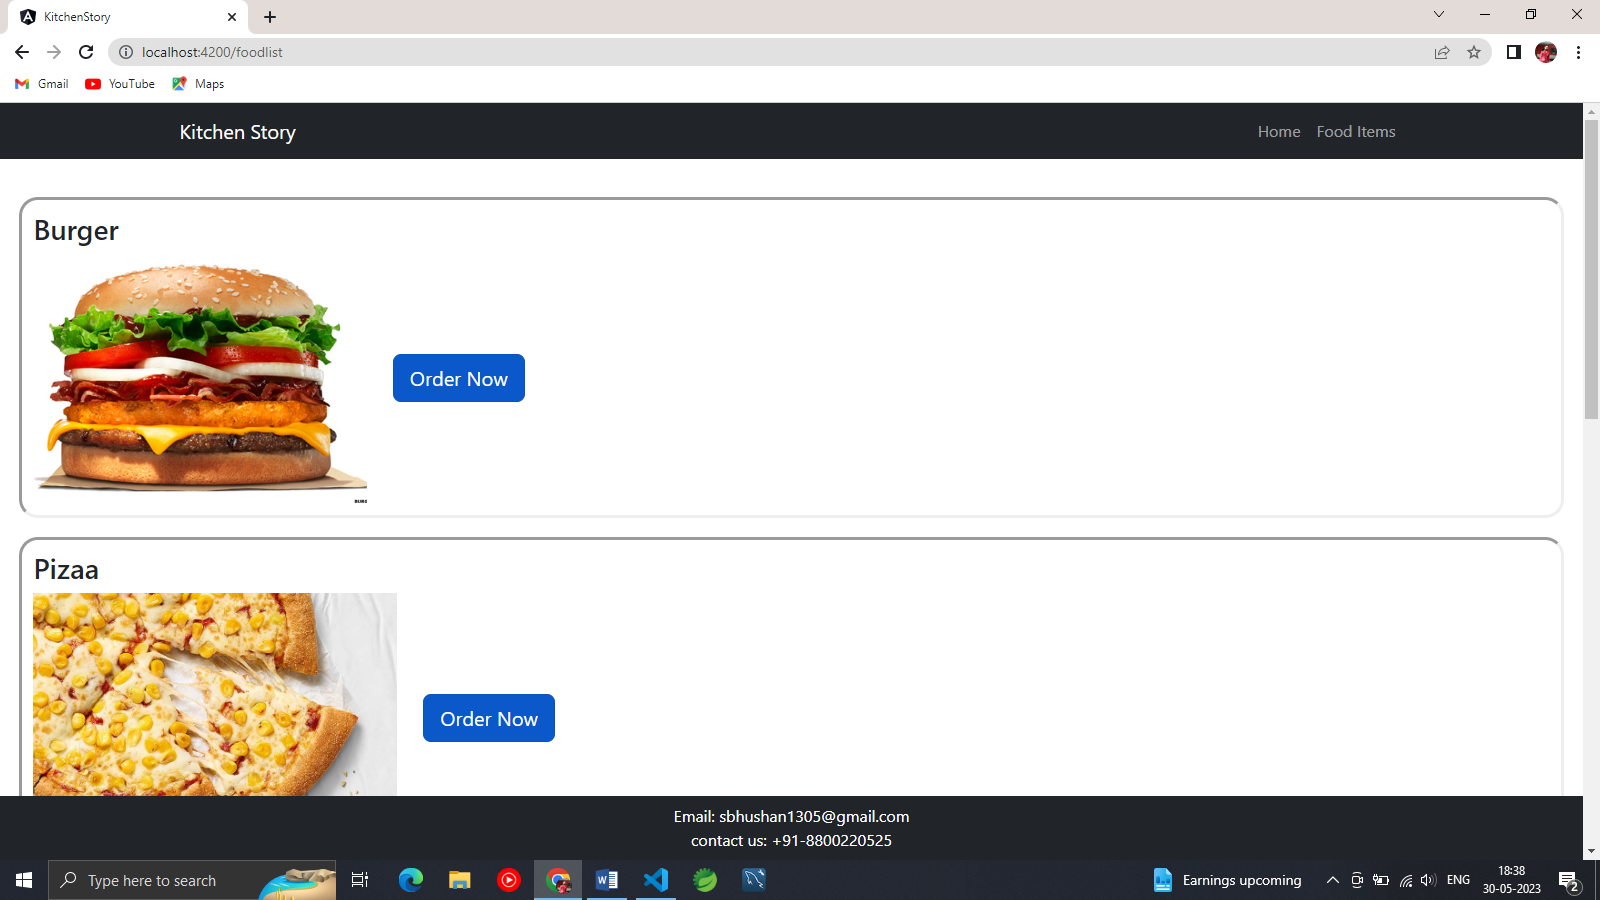 KitchenStory
localhost:4200/foodlist
Gmail YouTube Maps
Kitchen Story Home Food Items
Burger
Order Now
Pizaa
Order Now
Email: sbhushan1305@gmail.com
contact us: +91-8800220525
Type here to search Earnings upcoming ENG 18:38
30-05-2023
2